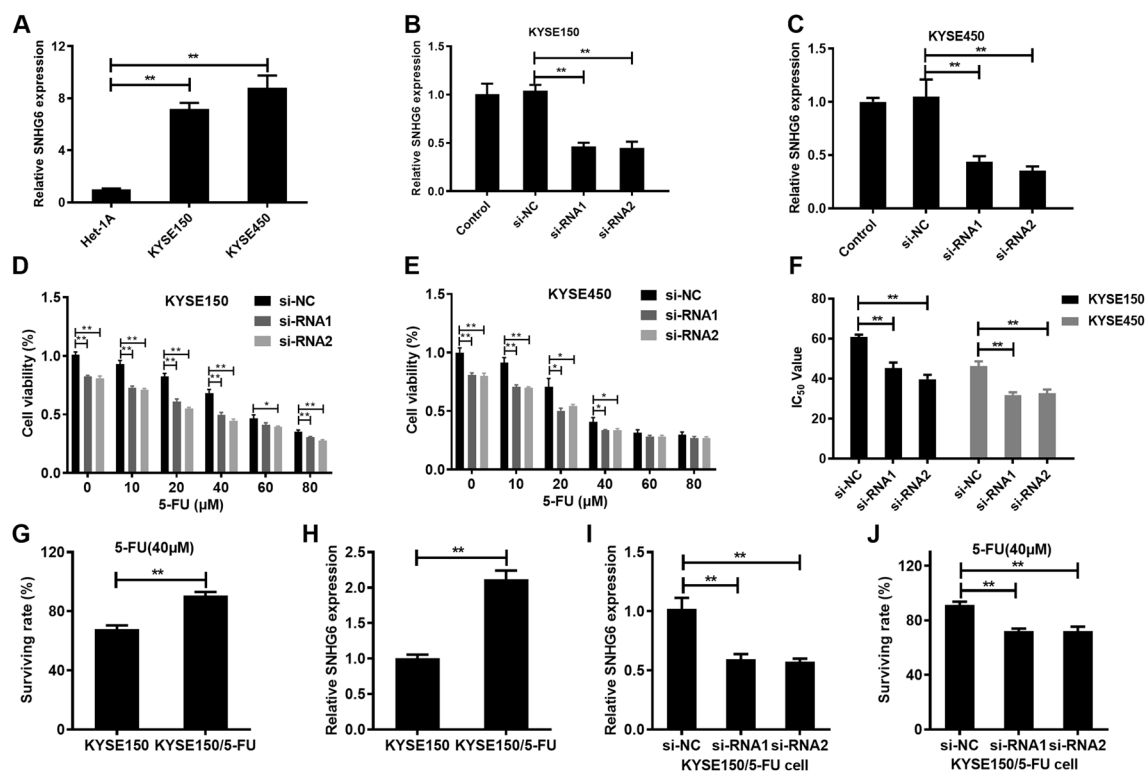 A
Relative SNHG6 expression
12
8
4
0
**
**
Het-1A
KYSE150
KYSE450
B
KYSE150
Relative SNHG6 expression
1.5
1.0
0.5
0.0
**
**
Control
si-NC
si-RNA1
si-RNA2
C
KYSE450
Relative SNHG6 expression
1.5
1.0
0.5
0.0
**
**
Control
si-NC
si-RNA1
si-RNA2
D
KYSE150
si-NC
si-RNA1
si-RNA2
Cell viability (%)
1.5
1.0
0.5
0.0
**
**
**
**
**
**
**
**
*
**
**
0 10 20 40 60 80
5-FU (μM)
E
KYSE450
si-NC
si-RNA1
si-RNA2
Cell viability (%)
1.5
1.0
0.5
0.0
**
**
**
**
*
*
*
*
0 10 20 40 60 80
5-FU (μM)
F
KYSE150
KYSE450
IC50 Value
80
60
40
20
0
**
**
**
**
si-NC
si-RNA1
si-RNA2
si-NC
si-RNA1
si-RNA2
G
5-FU(40μM)
Surviving rate (%)
120
80
40
0
**
KYSE150 KYSE150/5-FU
H
Relative SNHG6 expression
2.5
2.0
1.5
1.0
0.5
0.0
**
KYSE150 KYSE150/5-FU
I
Relative SNHG6 expression
1.5
1.0
0.5
0.0
**
**
si-NC si-RNA1 si-RNA2
KYSE150/5-FU cell
J
5-FU(40μM)
Surviving rate (%)
120
80
40
0
**
**
si-NC si-RNA1 si-RNA2
KYSE150/5-FU cell